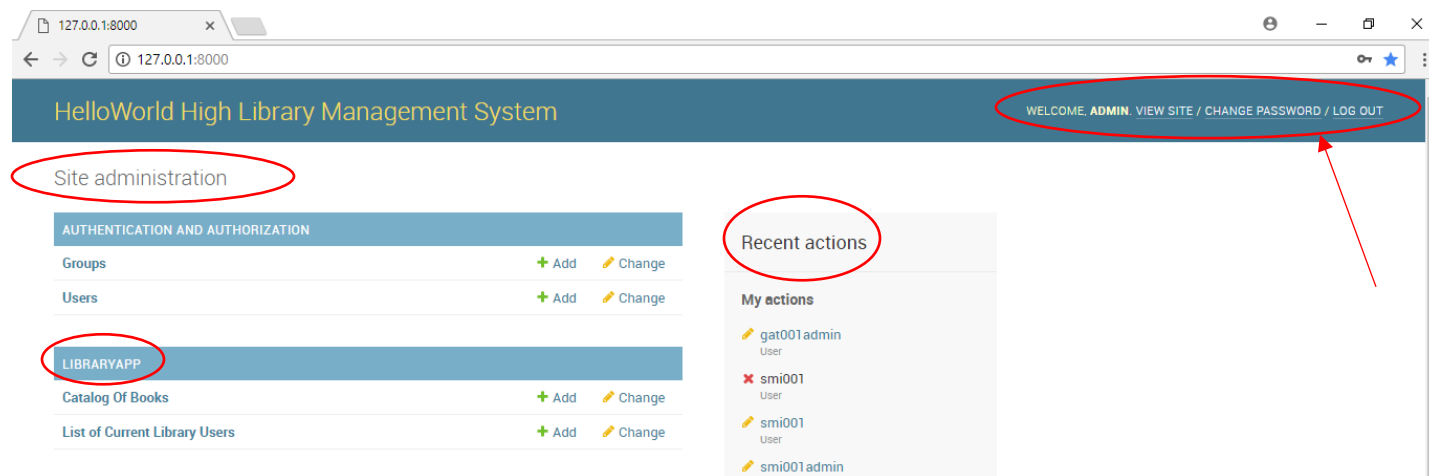 127.0.0.1:8000
127.0.0.1:8000
HelloWorld High Library Management System
WELCOME, ADMIN. VIEW SITE / CHANGE PASSWORD / LOG OUT
Site administration
AUTHENTICATION AND AUTHORIZATION
Groups Add Change
Users Add Change
LIBRARYAPP
Catalog Of Books Add Change
List of Current Library Users Add Change
Recent actions
My actions
gat001admin
User
smi001
User
smi001
User
smi001admin